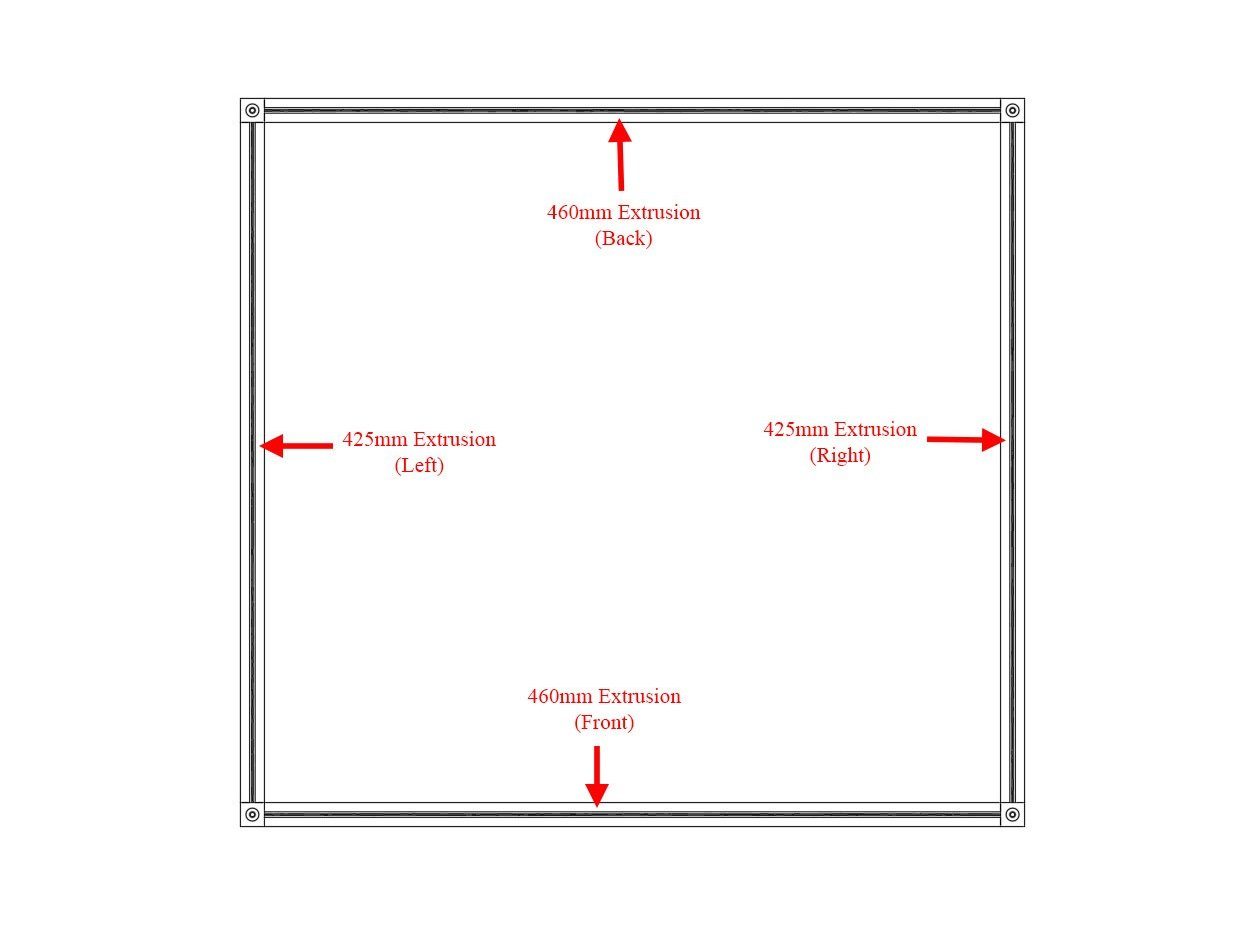 460mm Extrusion
(Back)
425mm Extrusion
(Left)
425mm Extrusion
(Right)
460mm Extrusion
(Front)